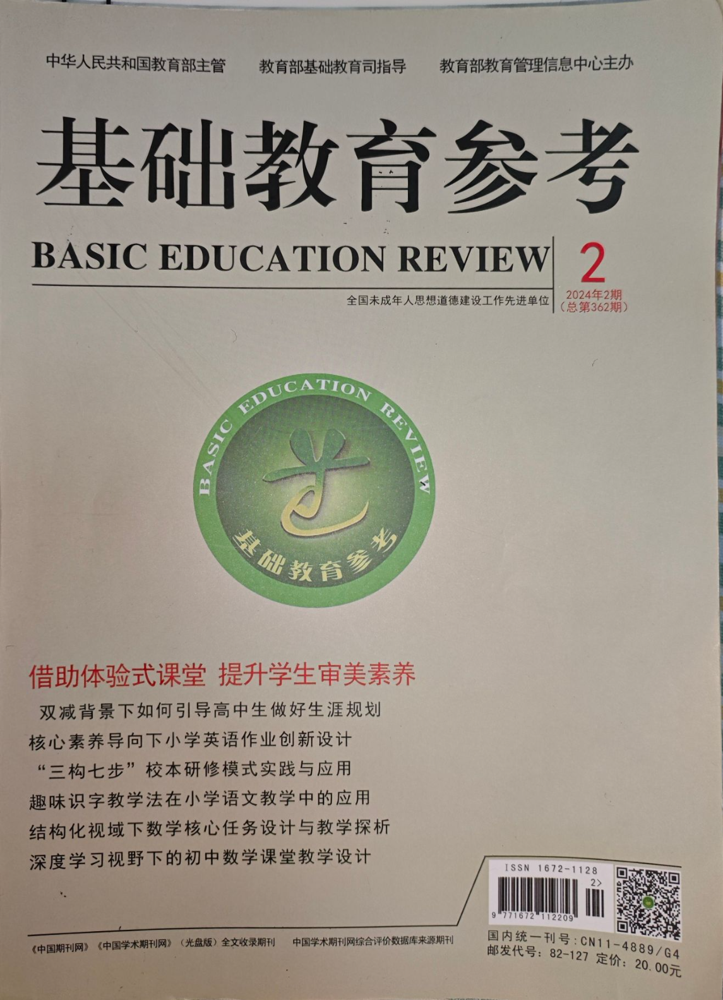 中华人民共和国教育部主管 教育部基础教育司指导 教育部教育管理信息中心主办
基础教育参考
BASIC EDUCATION REVIEW
2
2024年2期
（总第362期）
全国未成年人思想道德建设工作先进单位
BASIC EDUCATION REVIEW
基础教育参考
借助体验式课堂 提升学生审美素养
双减背景下如何引导高中生做好生涯规划
核心素养导向下小学英语作业创新设计
“三构七步”校本研修模式实践与应用
趣味识字教学法在小学语文教学中的应用
结构化视域下数学核心任务设计与教学探析
深度学习视野下的初中数学课堂教学设计
ISSN 1672-1128
2>
9 771672 112209
国内统一刊号:CN11-4889/G4
邮发代号：82-127 定价：20.00元
《中国期刊网》《中国学术期刊网》（光盘版）全文收录期刊 中国学术期刊网综合评价数据库来源期刊